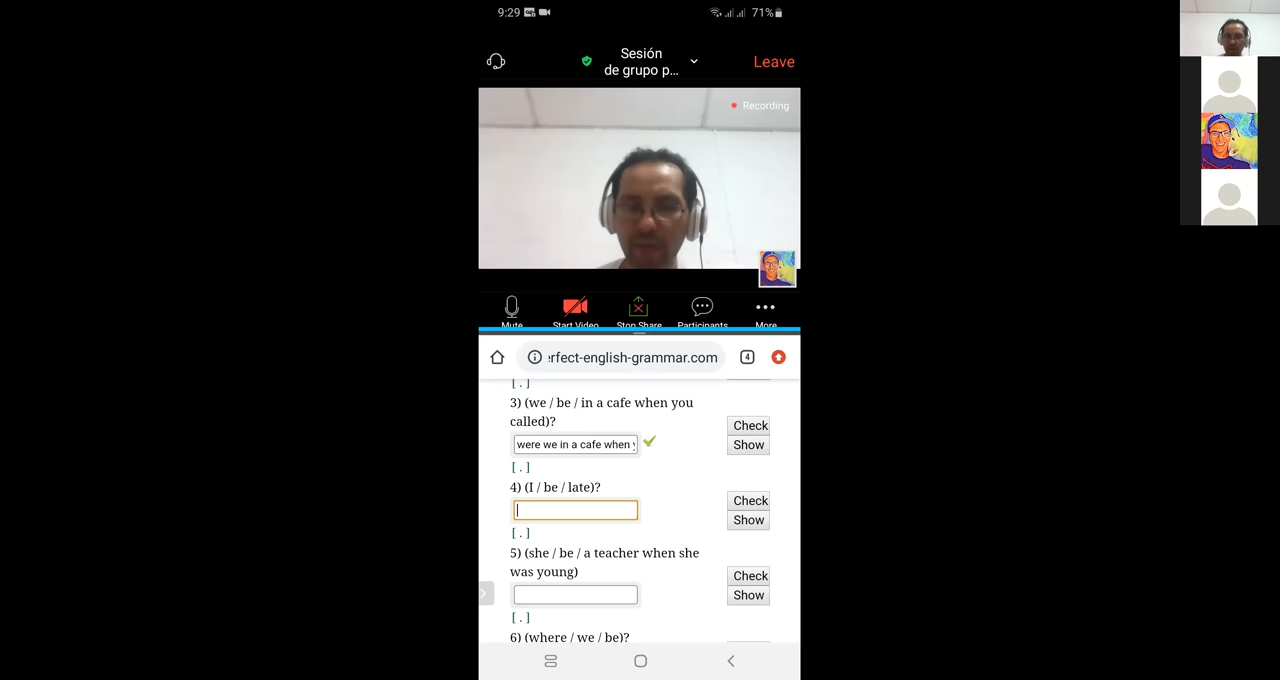 9:29
71%
Sesión
de grupo p...
Leave
Recording
Mute
Start Video
Stop Share
Participants
More
erfect-english-grammar.com
4
[ . ]
3) (we / be / in a cafe when you
called)?
Check
were we in a cafe when
Show
[ . ]
4) (I / be / late)?
Check
Show
[ . ]
5) (she / be / a teacher when she
was young)
Check
Show
[ . ]
6) (where / we / be)?